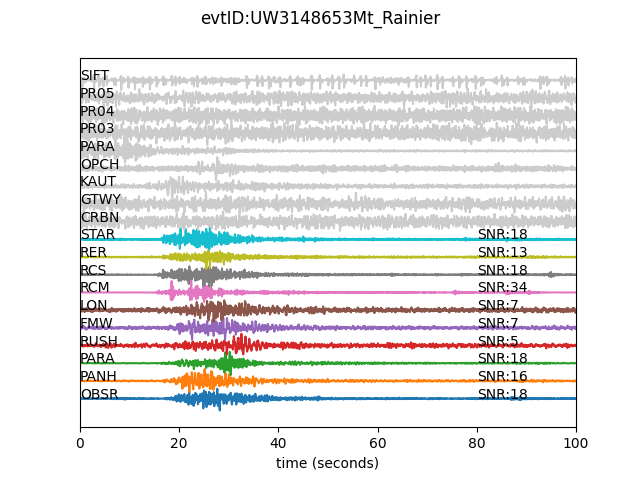 evtID:UW3148653Mt_Rainier
SIFT
PR05
PR04
PR03
PARA
OPCH
KAUT
GTWY
CRBN
STAR SNR:18
RER SNR:13
RCS SNR:18
RCM SNR:34
LON SNR:7
FMW SNR:7
RUSH SNR:5
PARA SNR:18
PANH SNR:16
OBSR SNR:18
0 20 40 60 80 100
time (seconds)